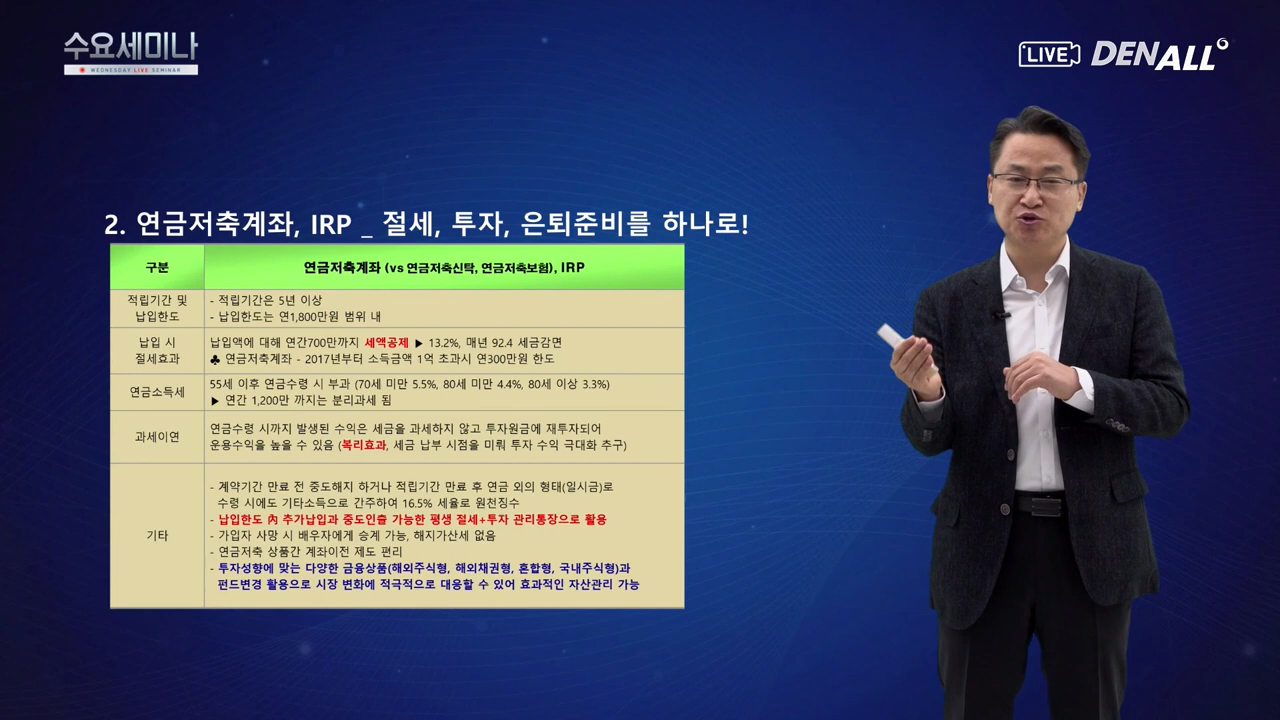 수요세미나
WEDNESDAY LIVE SEMINAR
LIVE
DENALL
2. 연금저축계좌, IRP _ 절세, 투자, 은퇴준비를 하나로!
구분
연금저축계좌 (vs 연금저축신탁, 연금저축보험), IRP
적립기간 및
납입한도
- 적립기간은 5년 이상
- 납입한도는 연1,800만원 범위 내
납입 시
절세효과
납입액에 대해 연간700만까지 세액공제 ▶ 13.2%, 매년 92.4 세금감면
♣ 연금저축계좌 - 2017년부터 소득금액 1억 초과시 연300만원 한도
연금소득세
55세 이후 연금수령 시 부과 (70세 미만 5.5%, 80세 미만 4.4%, 80세 이상 3.3%)
▶ 연간 1,200만 까지는 분리과세 됨
과세이연
연금수령 시까지 발생된 수익은 세금을 과세하지 않고 투자원금에 재투자되어
운용수익을 높을 수 있음 (복리효과, 세금 납부 시점을 미뤄 투자 수익 극대화 추구)
기타
- 계약기간 만료 전 중도해지 하거나 적립기간 만료 후 연금 외의 형태(일시금)로
수령 시에도 기타소득으로 간주하여 16.5% 세율로 원천징수
- 납입한도 內 추가납입과 중도인출 가능한 평생 절세+투자 관리통장으로 활용
- 가입자 사망 시 배우자에게 승계 가능, 해지가산세 없음
- 연금저축 상품간 계좌이전 제도 편리
- 투자성향에 맞는 다양한 금융상품(해외주식형, 해외채권형, 혼합형, 국내주식형)과
펀드변경 활용으로 시장 변화에 적극적으로 대응할 수 있어 효과적인 자산관리 가능